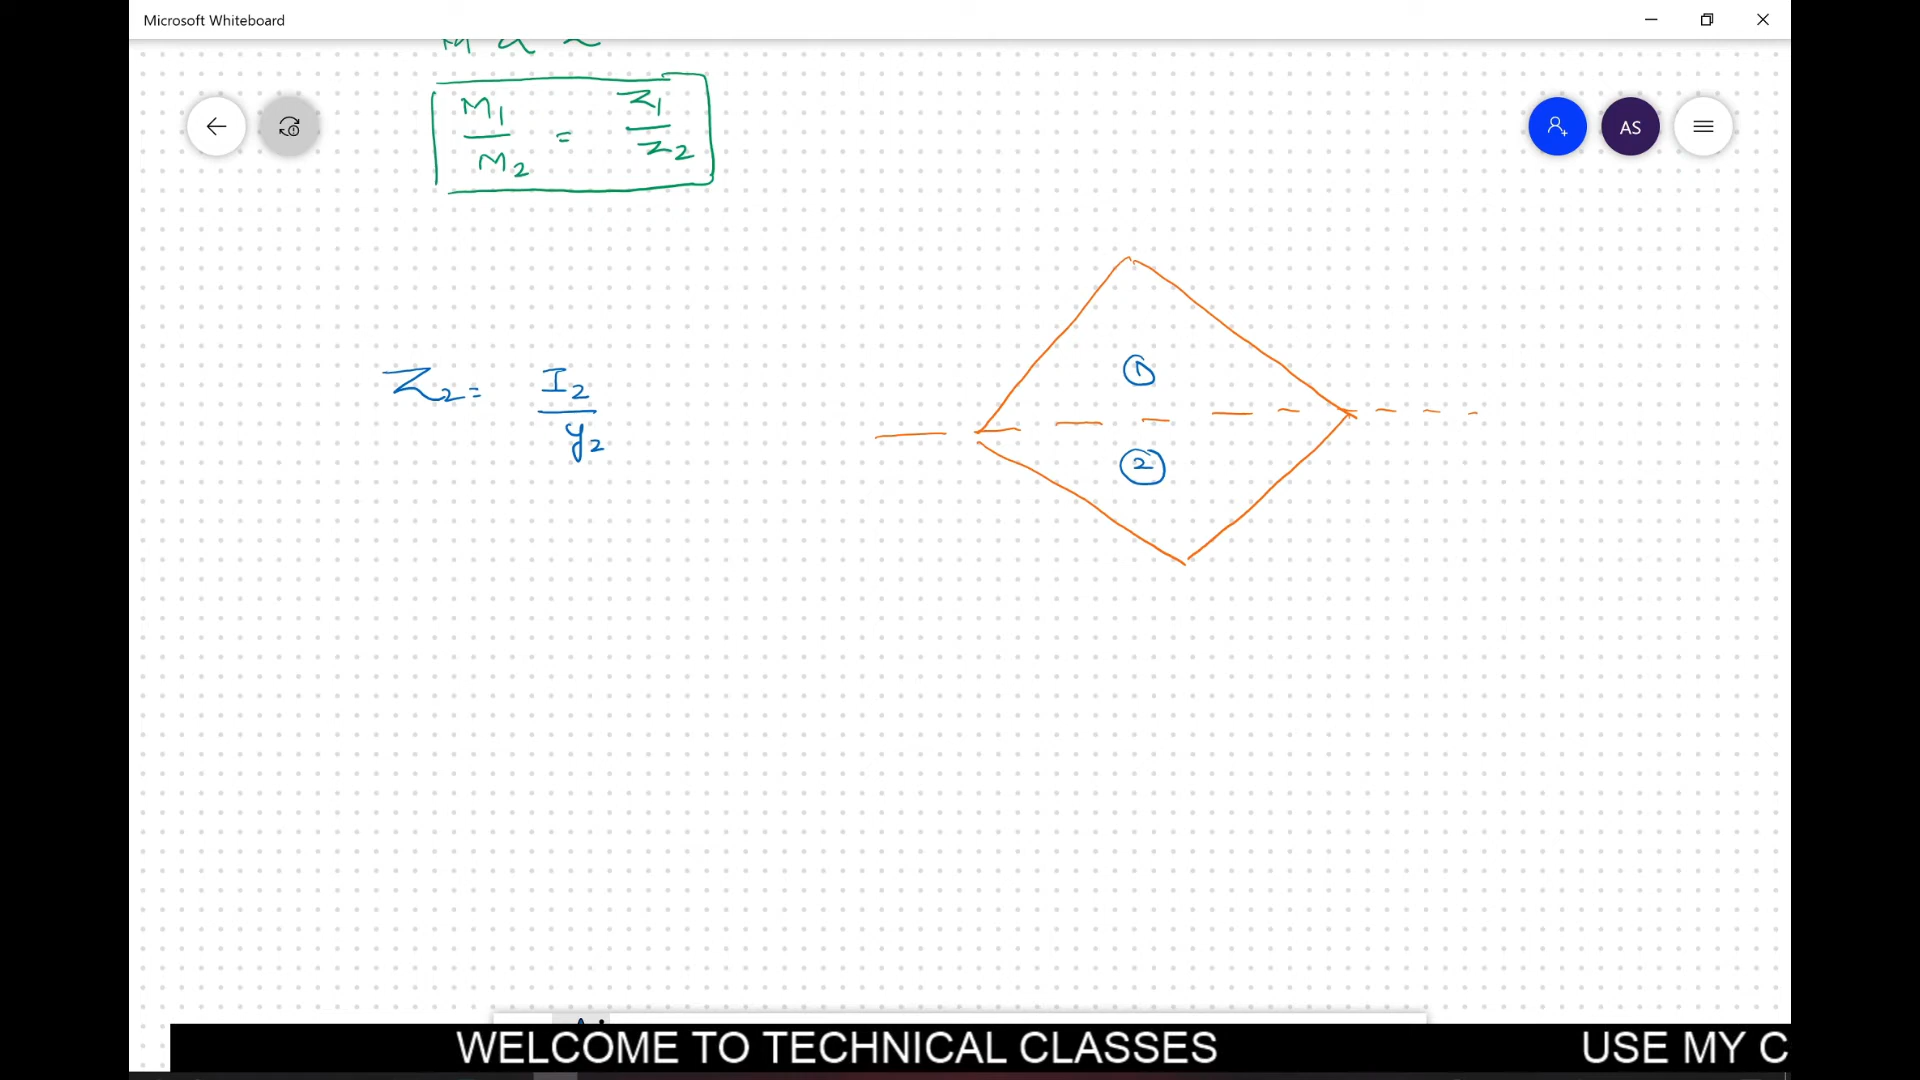 Microsoft Whiteboard
M₁/M₂ = Z₁/Z₂
AS
Z₂ = I₂/y₂
①
②
WELCOME TO TECHNICAL CLASSES
USE MY C